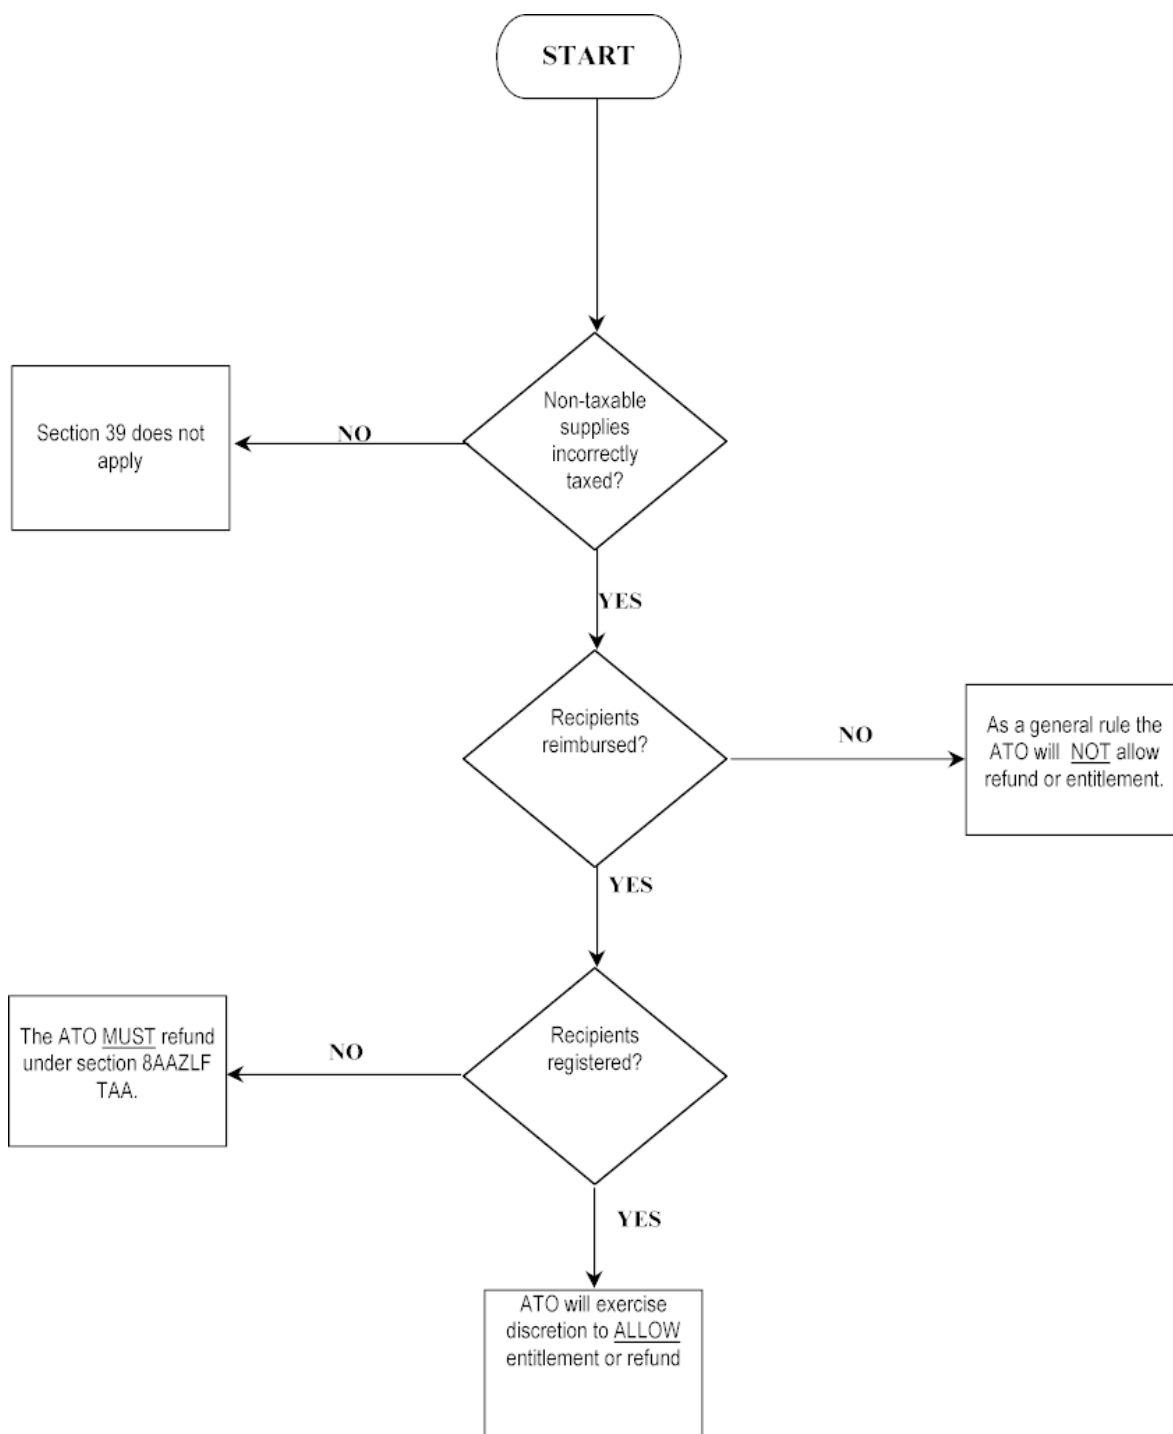 START
Non-taxable
supplies
incorrectly
taxed?
NO
Section 39 does not
apply
YES
Recipients
reimbursed?
NO
As a general rule the
ATO will NOT allow
refund or entitlement.
YES
Recipients
registered?
NO
The ATO MUST refund
under section 8AAZLF
TAA.
YES
ATO will exercise
discretion to ALLOW
entitlement or refund